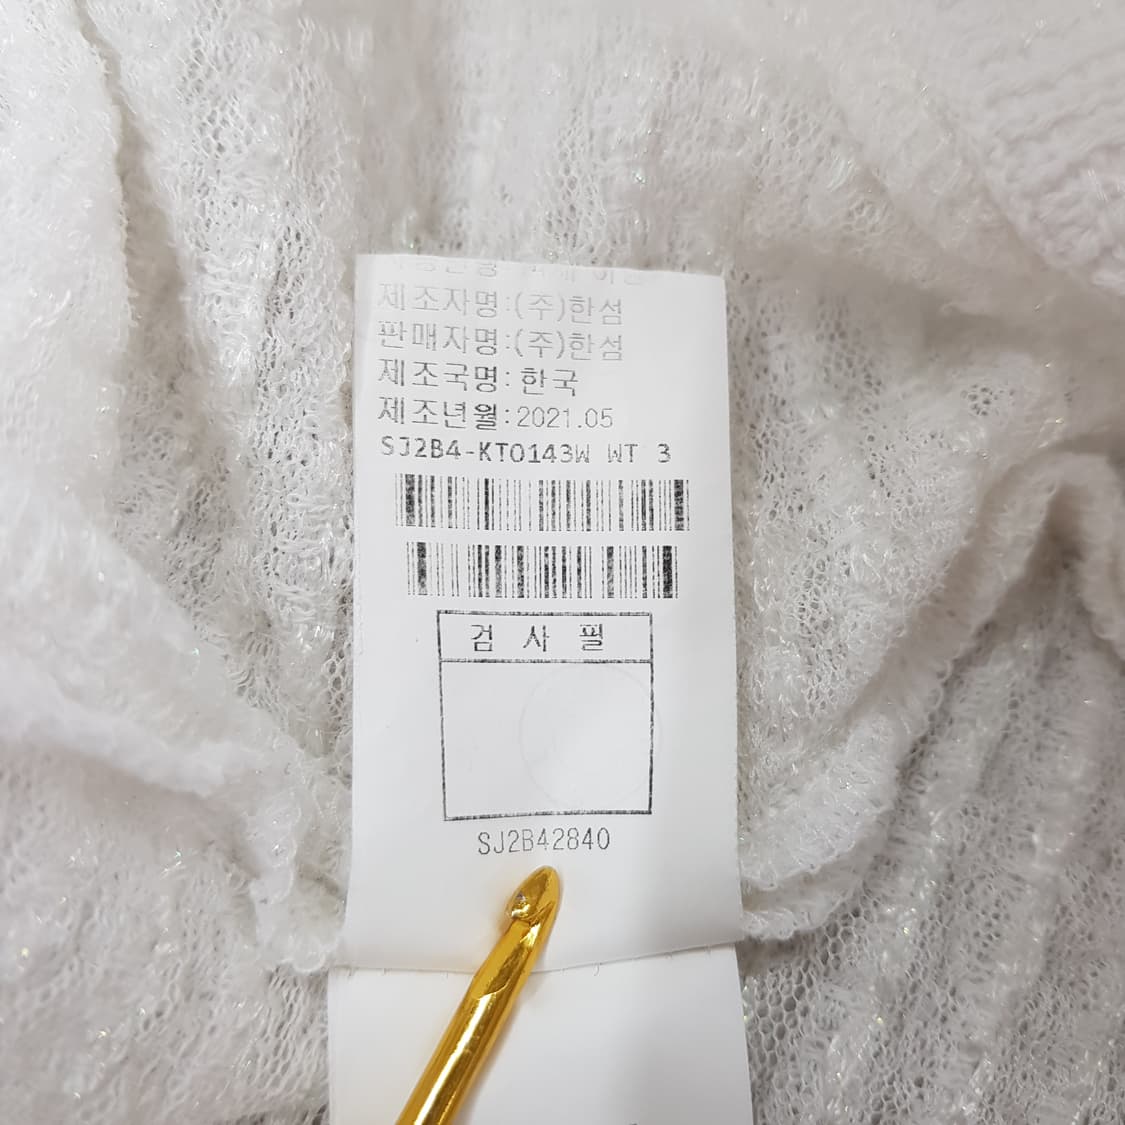 제조자명:(주)한섬
판매자명:(주)한섬
제조국명:한국
제조년월:2021.05
SJ2B4-KT0143W WT 3
검 사 필
SJ2B42840